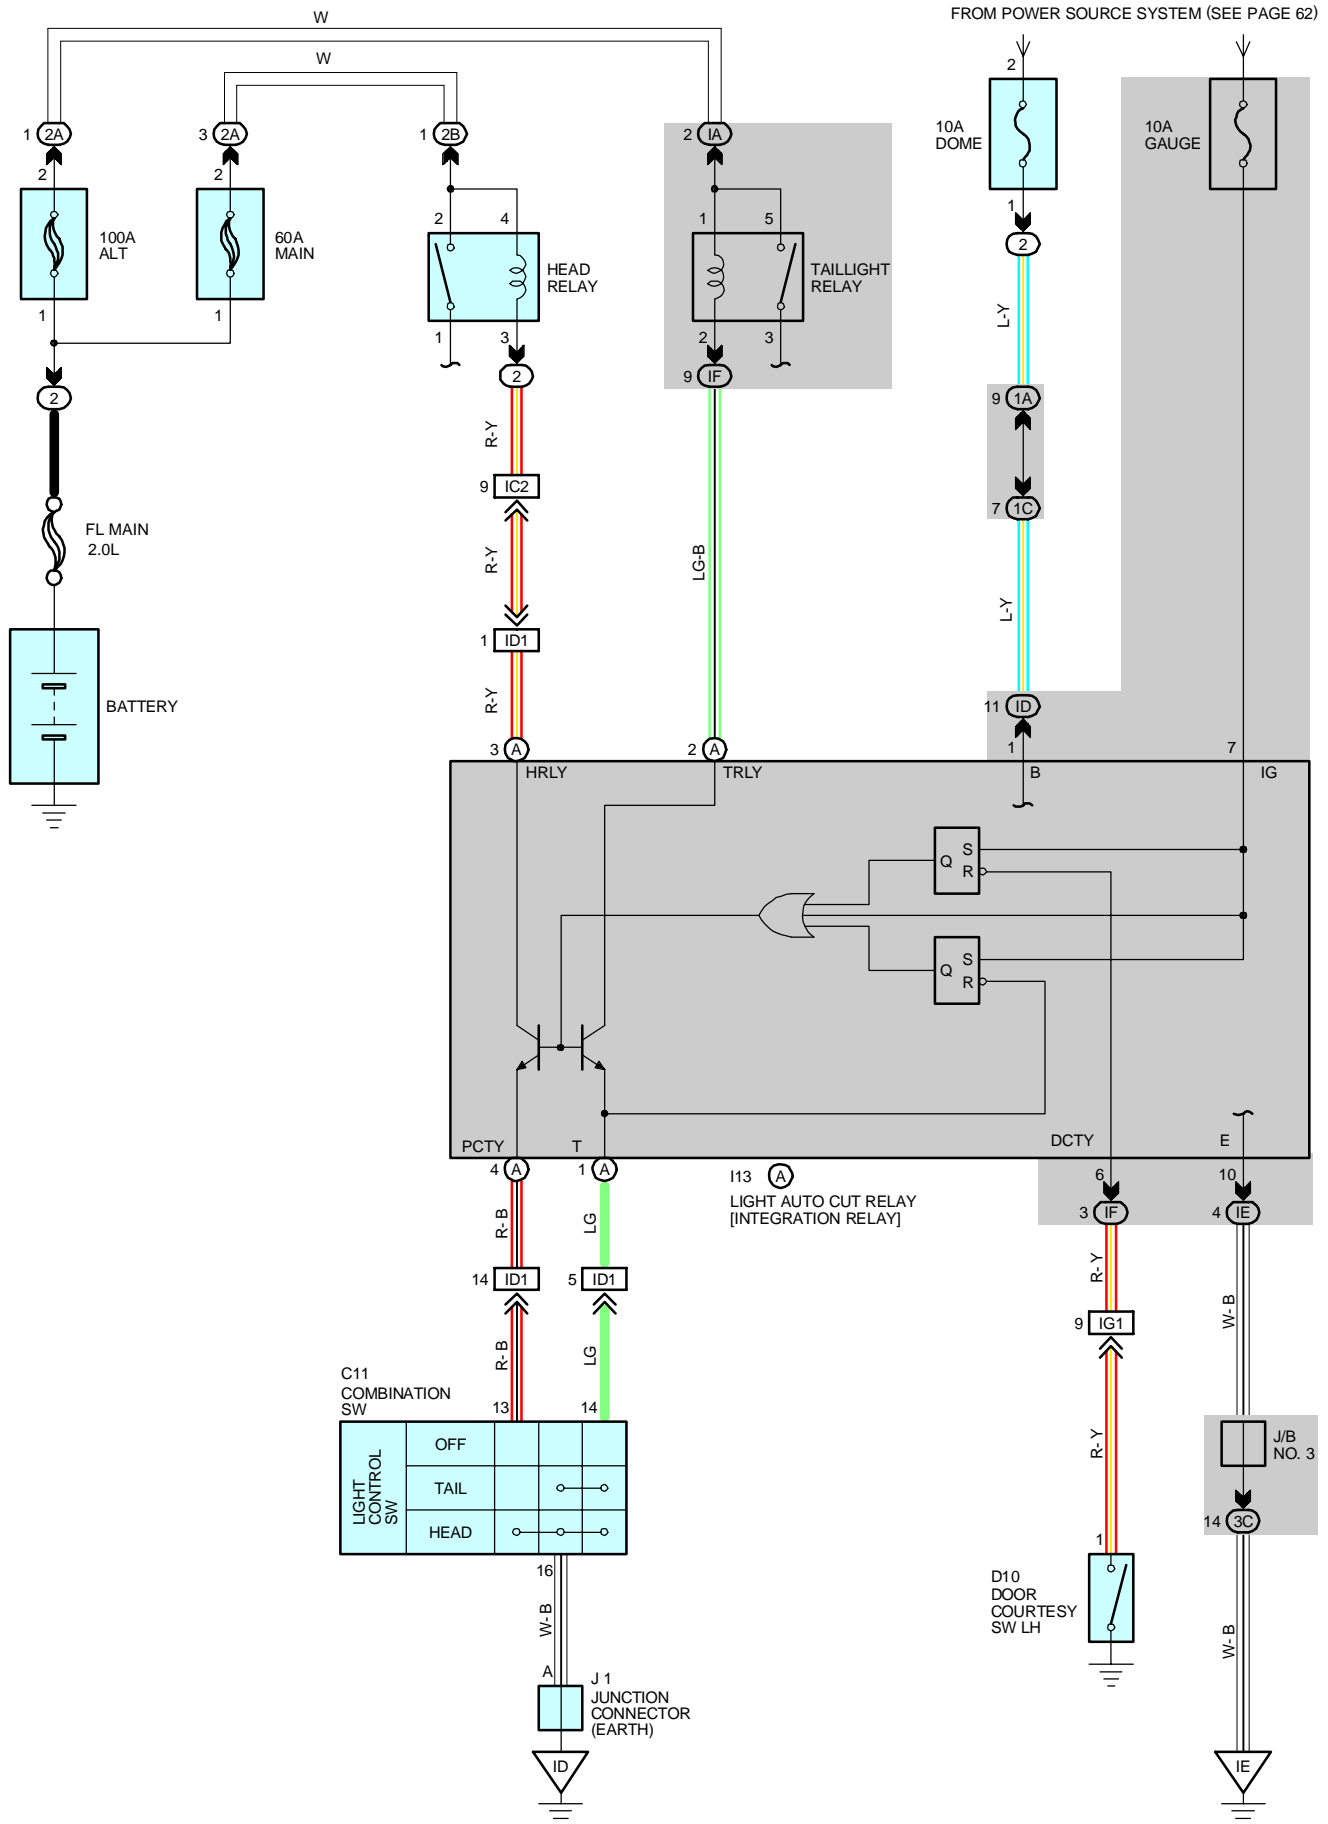 FROM POWER SOURCE SYSTEM (SEE PAGE 62)
W
W
1 2A
3 2A
1 2B
2 IA
2
2
2
10A
DOME
10A
GAUGE
100A
ALT
60A
MAIN
1
1
2 4
HEAD
RELAY
1 3
2
1 5
TAILLIGHT
RELAY
2 3
9 IF
1
2
L-Y
9 1A
7 1C
L-Y
11 ID
1
7
2
FL MAIN
2.0L
BATTERY
R-Y
9 IC2
R-Y
1 ID1
R-Y
LG-B
3 A
2 A
HRLY
TRLY
B
IG
Q S
R
Q S
R
PCTY
T
DCTY
E
4 A
1 A
I13 A
LIGHT AUTO CUT RELAY
[INTEGRATION RELAY]
6
10
3 IF
4 IE
R-B
LG
14 ID1
5 ID1
R-B
LG
R-Y
9 IG1
R-Y
W-B
C11
COMBINATION
SW
13
14
LIGHT
CONTROL
SW
OFF
TAIL
HEAD
16
W-B
A
J 1
JUNCTION
CONNECTOR
(EARTH)
ID
J/B
NO. 3
14 3C
1
D10
DOOR
COURTESY
SW LH
W-B
IE